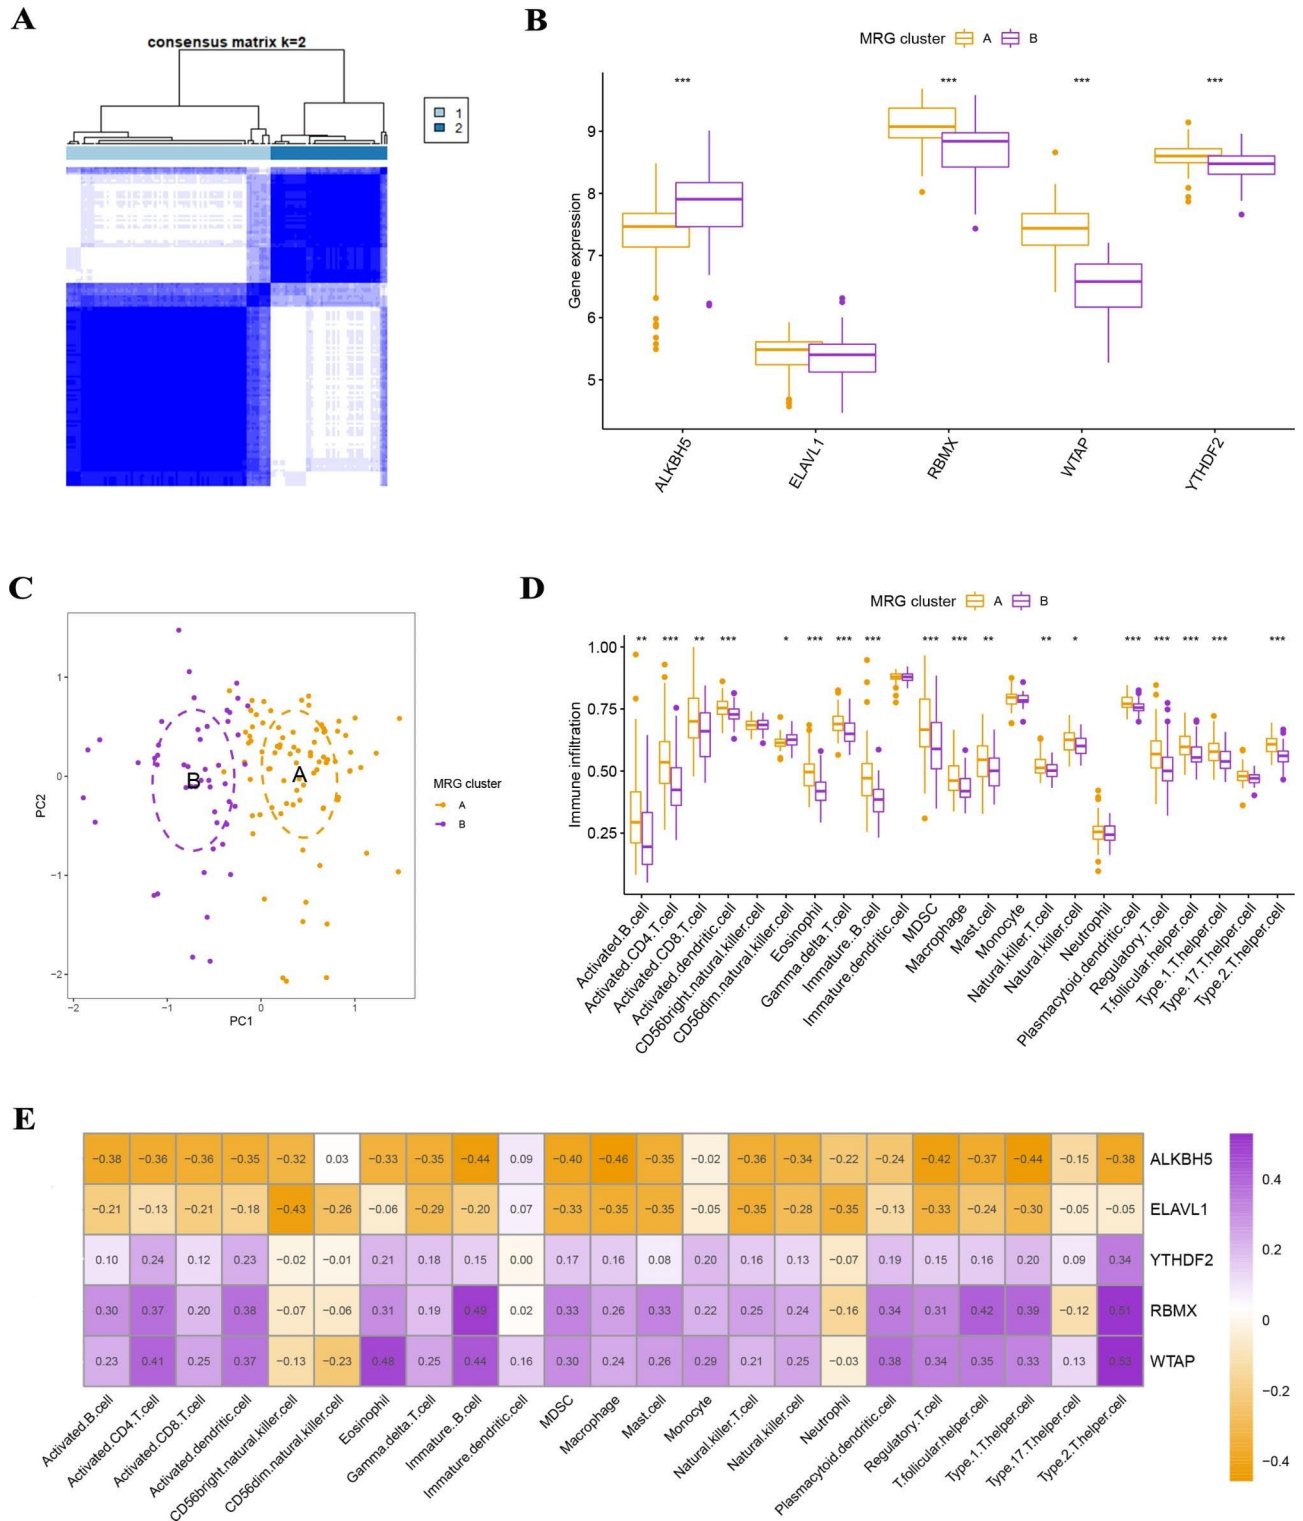 A
consensus matrix k=2
1
2
B
MRG cluster A B
*** *** *** ***
9
8
7
6
5
Gene expression
ALKBH5
ELAVL1
RBMX
WTAP
YTHDF2
C
1
0
−1
−2
PC2
−2 −1 0 1
PC1
B
A
MRG cluster
A
B
D
MRG cluster A B
** *** ** *** * *** *** *** *** *** ** ** * *** *** *** *** ***
1.00
0.75
0.50
0.25
Immune infiltration
Activated.B.cell
Activated.CD4.T.cell
Activated.CD8.T.cell
Activated.dendritic.cell
CD56bright.natural.killer.cell
CD56dim.natural.killer.cell
Eosinophil
Gamma.delta.T.cell
Immature..B.cell
Immature.dendritic.cell
MDSC
Macrophage
Mast.cell
Monocyte
Natural.killer.T.cell
Natural.killer.cell
Neutrophil
Plasmacytoid.dendritic.cell
Regulatory.T.cell
T.follicular.helper.cell
Type.1.T.helper.cell
Type.17.T.helper.cell
Type.2.T.helper.cell
E
−0.38 −0.36 −0.36 −0.35 −0.32 0.03 −0.33 −0.35 −0.44 0.09 −0.40 −0.46 −0.35 −0.02 −0.36 −0.34 −0.22 −0.24 −0.42 −0.37 −0.44 −0.15 −0.38 ALKBH5
−0.21 −0.13 −0.21 −0.18 −0.43 −0.26 −0.06 −0.29 −0.20 0.07 −0.33 −0.35 −0.35 −0.05 −0.35 −0.28 −0.35 −0.13 −0.33 −0.24 −0.30 −0.05 −0.05 ELAVL1
0.10 0.24 0.12 0.23 −0.02 −0.01 0.21 0.18 0.15 0.00 0.17 0.16 0.08 0.20 0.16 0.13 −0.07 0.19 0.15 0.16 0.20 0.09 0.34 YTHDF2
0.30 0.37 0.20 0.38 −0.07 −0.06 0.31 0.19 0.49 0.02 0.33 0.26 0.33 0.22 0.25 0.24 −0.16 0.34 0.31 0.42 0.39 −0.12 0.51 RBMX
0.23 0.41 0.25 0.37 −0.13 −0.23 0.48 0.25 0.44 0.16 0.30 0.24 0.26 0.29 0.21 0.25 −0.03 0.38 0.34 0.35 0.33 0.13 0.53 WTAP
0.4
0.2
0
−0.2
−0.4
Activated.B.cell
Activated.CD4.T.cell
Activated.CD8.T.cell
Activated.dendritic.cell
CD56bright.natural.killer.cell
CD56dim.natural.killer.cell
Eosinophil
Gamma.delta.T.cell
Immature..B.cell
Immature.dendritic.cell
MDSC
Macrophage
Mast.cell
Monocyte
Natural.killer.T.cell
Natural.killer.cell
Neutrophil
Plasmacytoid.dendritic.cell
Regulatory.T.cell
T.follicular.helper.cell
Type.1.T.helper.cell
Type.17.T.helper.cell
Type.2.T.helper.cell